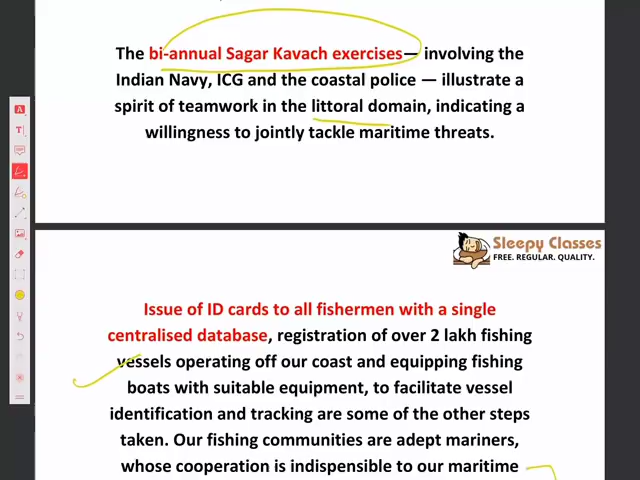 The bi-annual Sagar Kavach exercises— involving the
Indian Navy, ICG and the coastal police — illustrate a
spirit of teamwork in the littoral domain, indicating a
willingness to jointly tackle maritime threats.
Sleepy Classes
FREE. REGULAR. QUALITY.
Issue of ID cards to all fishermen with a single
centralised database, registration of over 2 lakh fishing
vessels operating off our coast and equipping fishing
boats with suitable equipment, to facilitate vessel
identification and tracking are some of the other steps
taken. Our fishing communities are adept mariners,
whose cooperation is indispensible to our maritime